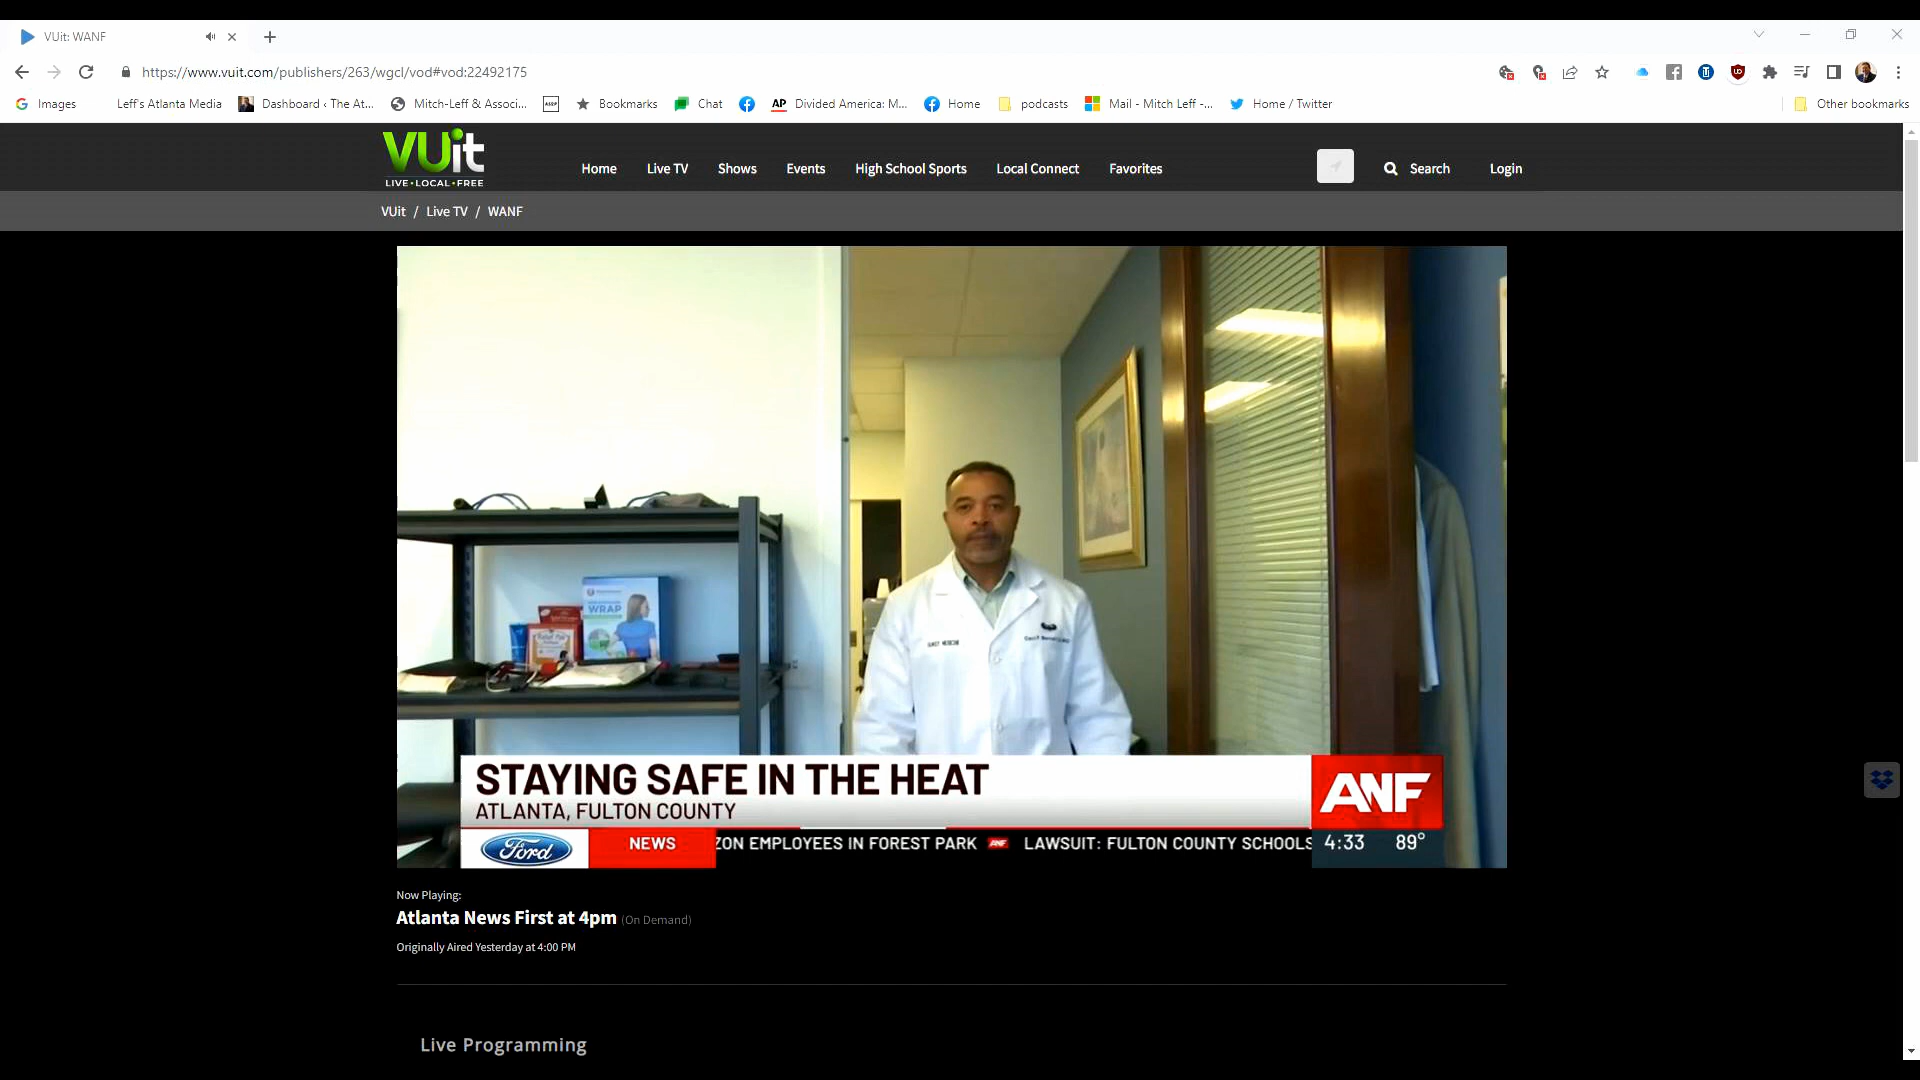 VUit: WANF
https://www.vuit.com/publishers/263/wgcl/vod#vod:22492175
Images
Leff's Atlanta Media
Dashboard ‹ The At...
Mitch-Leff & Associ...
Bookmarks
Chat
AP
Divided America: M...
Home
podcasts
Mail - Mitch Leff -...
Home / Twitter
Other bookmarks
VUit
LIVE•LOCAL•FREE
Home
Live TV
Shows
Events
High School Sports
Local Connect
Favorites
Search
Login
VUit / Live TV / WANF
WRAP
STAYING SAFE IN THE HEAT
ATLANTA, FULTON COUNTY
ANF
Ford
NEWS
ZON EMPLOYEES IN FOREST PARK ANF LAWSUIT: FULTON COUNTY SCHOOLS
4:33 89°
Now Playing:
Atlanta News First at 4pm (On Demand)
Originally Aired Yesterday at 4:00 PM
Live Programming